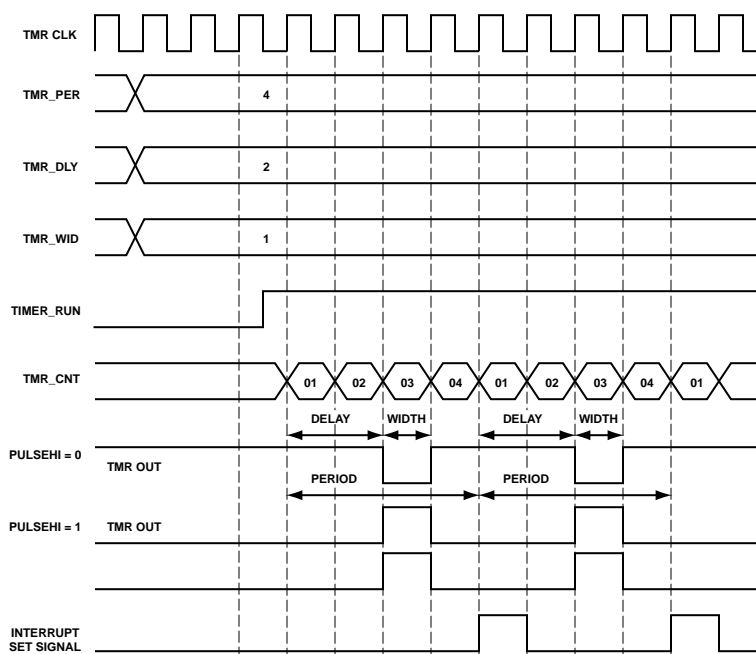 TMR CLK
TMR_PER 4
TMR_DLY 2
TMR_WID 1
TIMER_RUN
TMR_CNT 01 02 03 04 01 02 03 04 01
DELAY WIDTH DELAY WIDTH
PULSEHI = 0 TMR OUT
PERIOD PERIOD
PULSEHI = 1 TMR OUT
INTERRUPT
SET SIGNAL